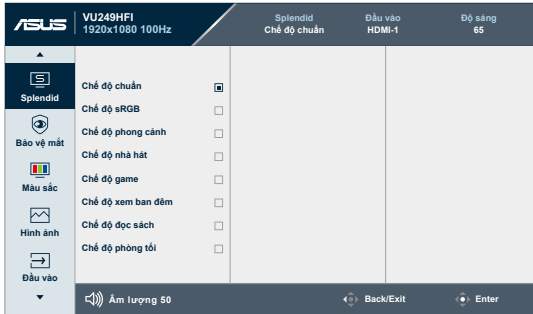 ASUS
VU249HFI
1920x1080 100Hz
Splendid
Chế độ chuẩn
Đầu vào
HDMI-1
Độ sáng
65
Splendid
Bảo vệ mắt
Màu sắc
Hình ảnh
Đầu vào
Chế độ chuẩn
Chế độ sRGB
Chế độ phong cảnh
Chế độ nhà hát
Chế độ game
Chế độ xem ban đêm
Chế độ đọc sách
Chế độ phòng tối
Âm lượng 50
Back/Exit
Enter